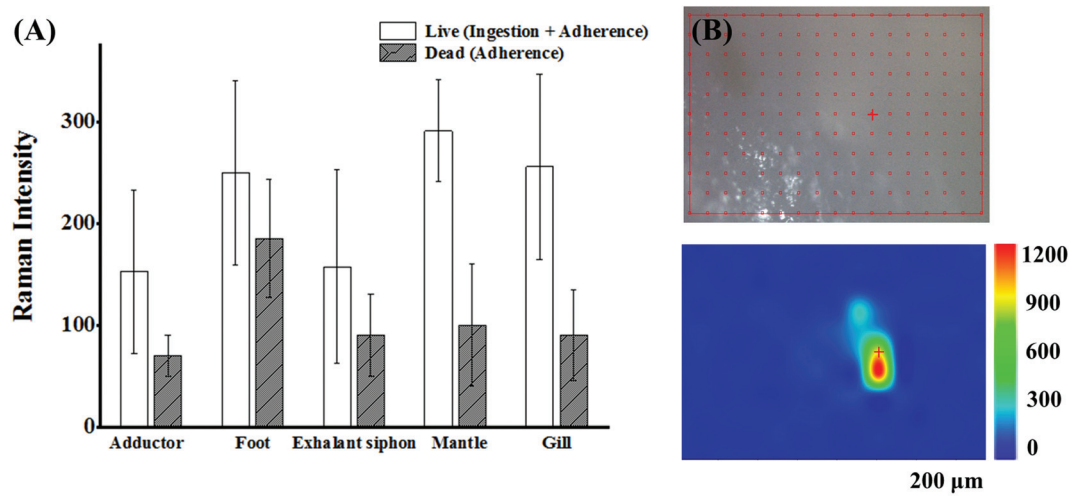 (A)
Live (Ingestion + Adherence)
Dead (Adherence)
Raman Intensity
300
200
100
0
Adductor
Foot
Exhalant siphon
Mantle
Gill
(B)
1200
900
600
300
0
200 µm